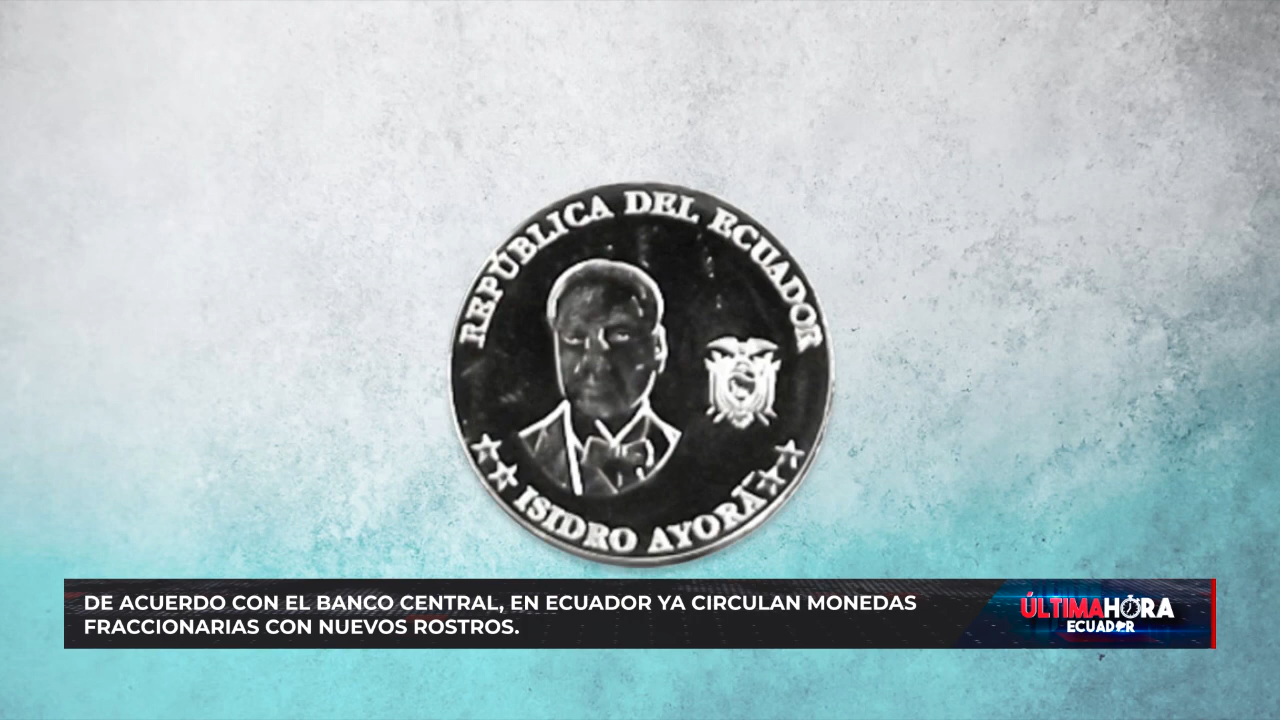 REPÚBLICA DEL ECUADOR
ISIDRO AYORA
DE ACUERDO CON EL BANCO CENTRAL, EN ECUADOR YA CIRCULAN MONEDAS
FRACCIONARIAS CON NUEVOS ROSTROS.
ÚLTIMAHORA
ECUADOR